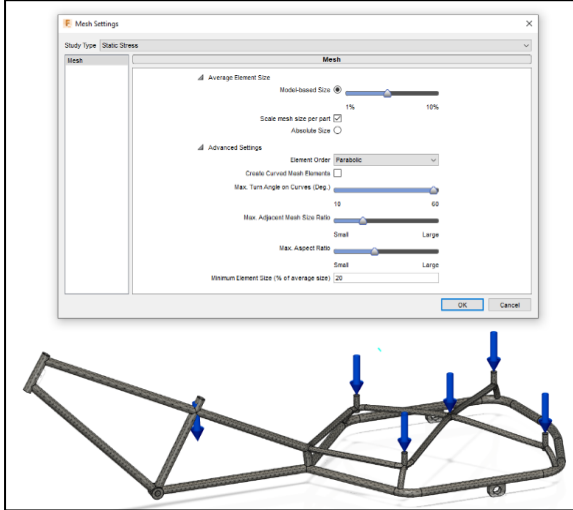 F Mesh Settings
Study Type Static Stress
Mesh
Mesh
Average Element Size
Model-based Size
1% 10%
Scale mesh size per part
Absolute Size
Advanced Settings
Element Order Parabolic
Create Curved Mesh Elements
Max. Turn Angle on Curves (Deg.)
10 60
Max. Adjacent Mesh Size Ratio
Small Large
Max. Aspect Ratio
Small Large
Minimum Element Size (% of average size) 20
OK Cancel